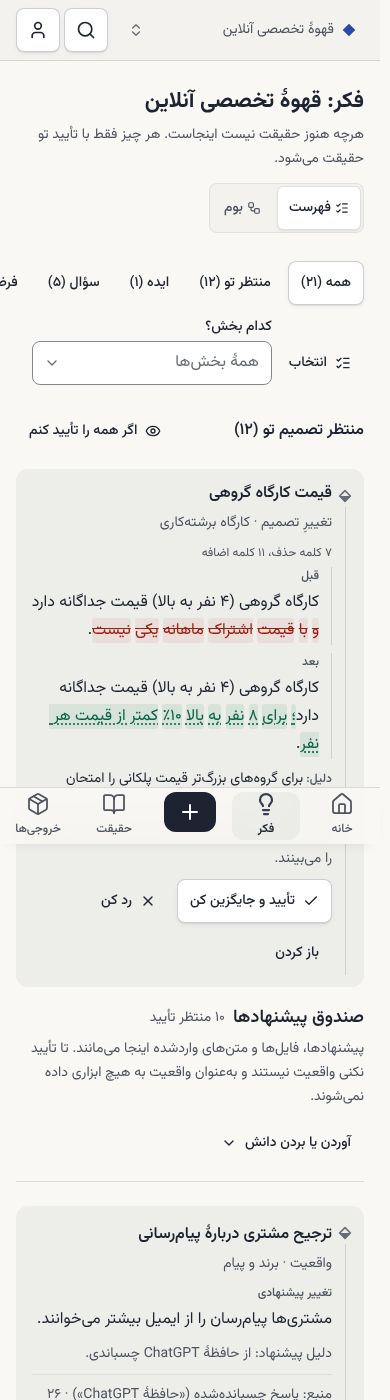 قهوهٔ تخصصی آنلاین
فکر: قهوهٔ تخصصی آنلاین
هرچه هنوز حقیقت نیست اینجاست. هر چیز فقط با تأیید تو
حقیقت می‌شود.
فهرست
بوم
همه (۲۱)
منتظر تو (۱۲)
ایده (۱)
سؤال (۵)
کدام بخش؟
انتخاب
همهٔ بخش‌ها
منتظر تصمیم تو (۱۲)
اگر همه را تأیید کنم
قیمت کارگاه گروهی
تغییرِ تصمیم · کارگاه برشته‌کاری
۷ کلمه حذف، ۱۱ کلمه اضافه
قبل
کارگاه گروهی (۴ نفر به بالا) قیمت جداگانه دارد
و با قیمت اشتراک ماهانه یکی نیست.
بعد
کارگاه گروهی (۴ نفر به بالا) قیمت جداگانه
دارد؛ برای ۸ نفر به بالا ۱۰٪ کمتر از قیمت هر
نفر.
دلیل: برای گروه‌های بزرگ‌تر قیمت پلکانی را امتحان
خانه
فکر
حقیقت
خروجی‌ها
را می‌بینند.
تأیید و جایگزین کن
رد کن
باز کردن
صندوق پیشنهادها
۱۰ منتظر تأیید
پیشنهادها، فایل‌ها و متن‌های واردشده اینجا می‌مانند. تا تأیید
نکنی واقعیت نیستند و به‌عنوان واقعیت به هیچ ابزاری داده
نمی‌شوند.
آوردن یا بردن دانش
ترجیح مشتری دربارهٔ پیام‌رسانی
واقعیت · برند و پیام
تغییر پیشنهادی
مشتری‌ها پیام‌رسان را از ایمیل بیشتر می‌خوانند.
دلیل پیشنهاد: از حافظهٔ ChatGPT چسباندی.
منبع: پاسخ چسبانده‌شده («حافظهٔ ChatGPT») · ۲۶